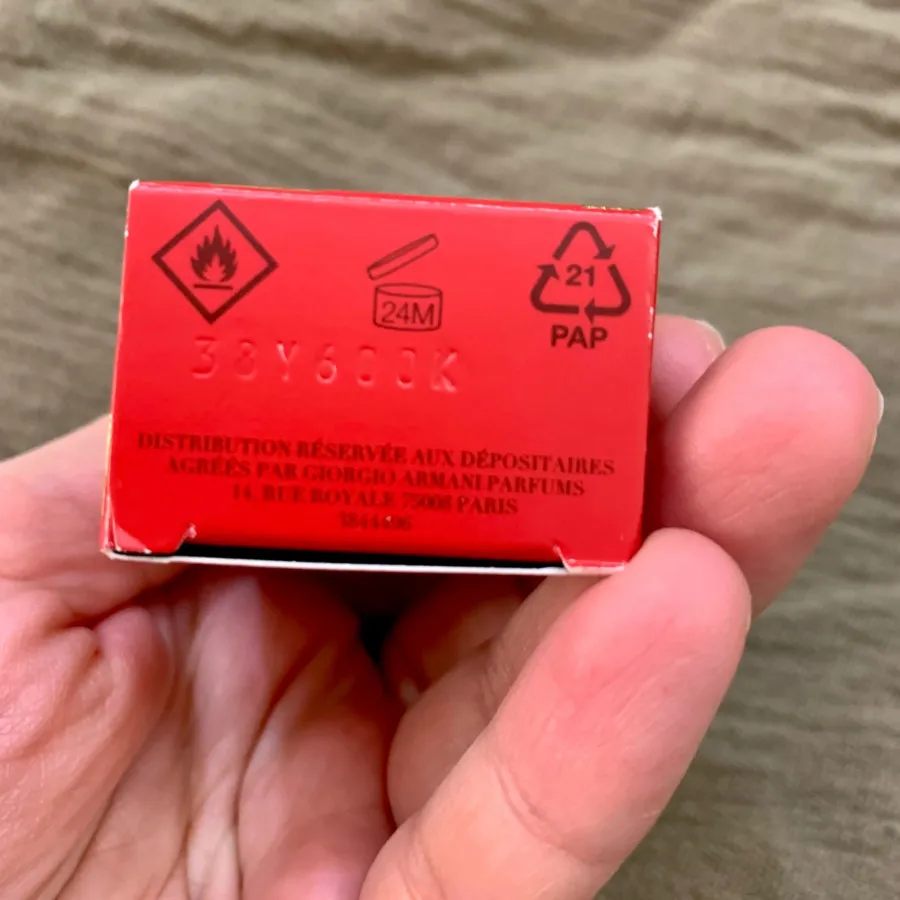 21
24M
PAP
38Y600K
DISTRIBUTION RÉSERVÉE AUX DÉPOSITAIRES
AGRÉÉS PAR GIORGIO ARMANI PARFUMS
14, RUE ROYALE 75008 PARIS